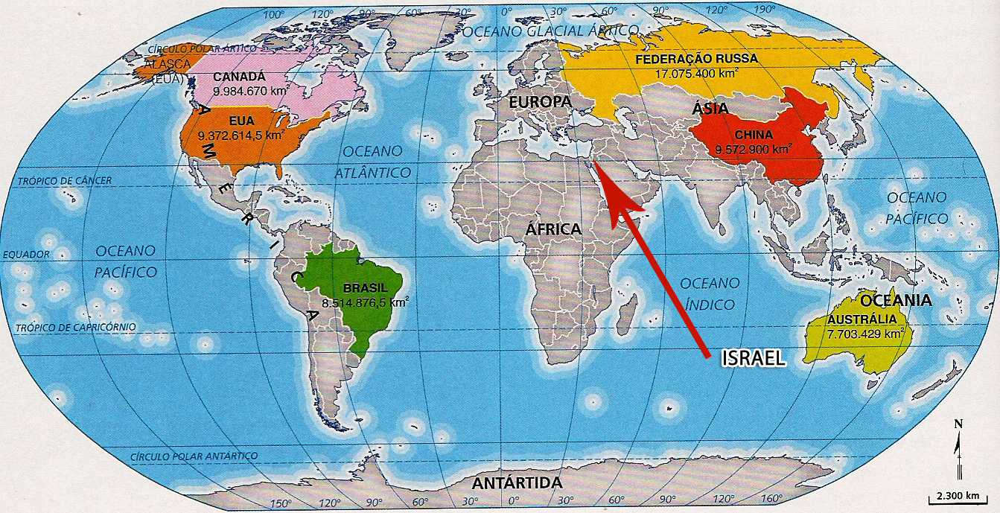 100° 120° 90° 60° 30° 0° 30° 60° 90° 120° 190°
OCEANO GLACIAL ÁRTICO
CÍRCULO POLAR ÁRTICO
ALASCA
(EUA)
CANADÁ
9.984.670 km²
FEDERAÇÃO RUSSA
17.075.400 km²
EUROPA
ÁSIA
EUA
9.372.614,5 km²
CHINA
9.572.900 km²
AMÉRICA
OCEANO
ATLÂNTICO
TRÓPICO DE CÂNCER
OCEANO
PACÍFICO
ÁFRICA
EQUADOR
OCEANO
PACÍFICO
BRASIL
8.514.876,5 km²
OCEANO
ÍNDICO
OCEANIA
AUSTRÁLIA
7.703.429 km²
TRÓPICO DE CAPRICÓRNIO
ISRAEL
N
CÍRCULO POLAR ANTÁRTICO
ANTÁRTIDA
2.300 km
150° 120° 90° 60° 30° 0° 30° 60° 90° 120° 160°